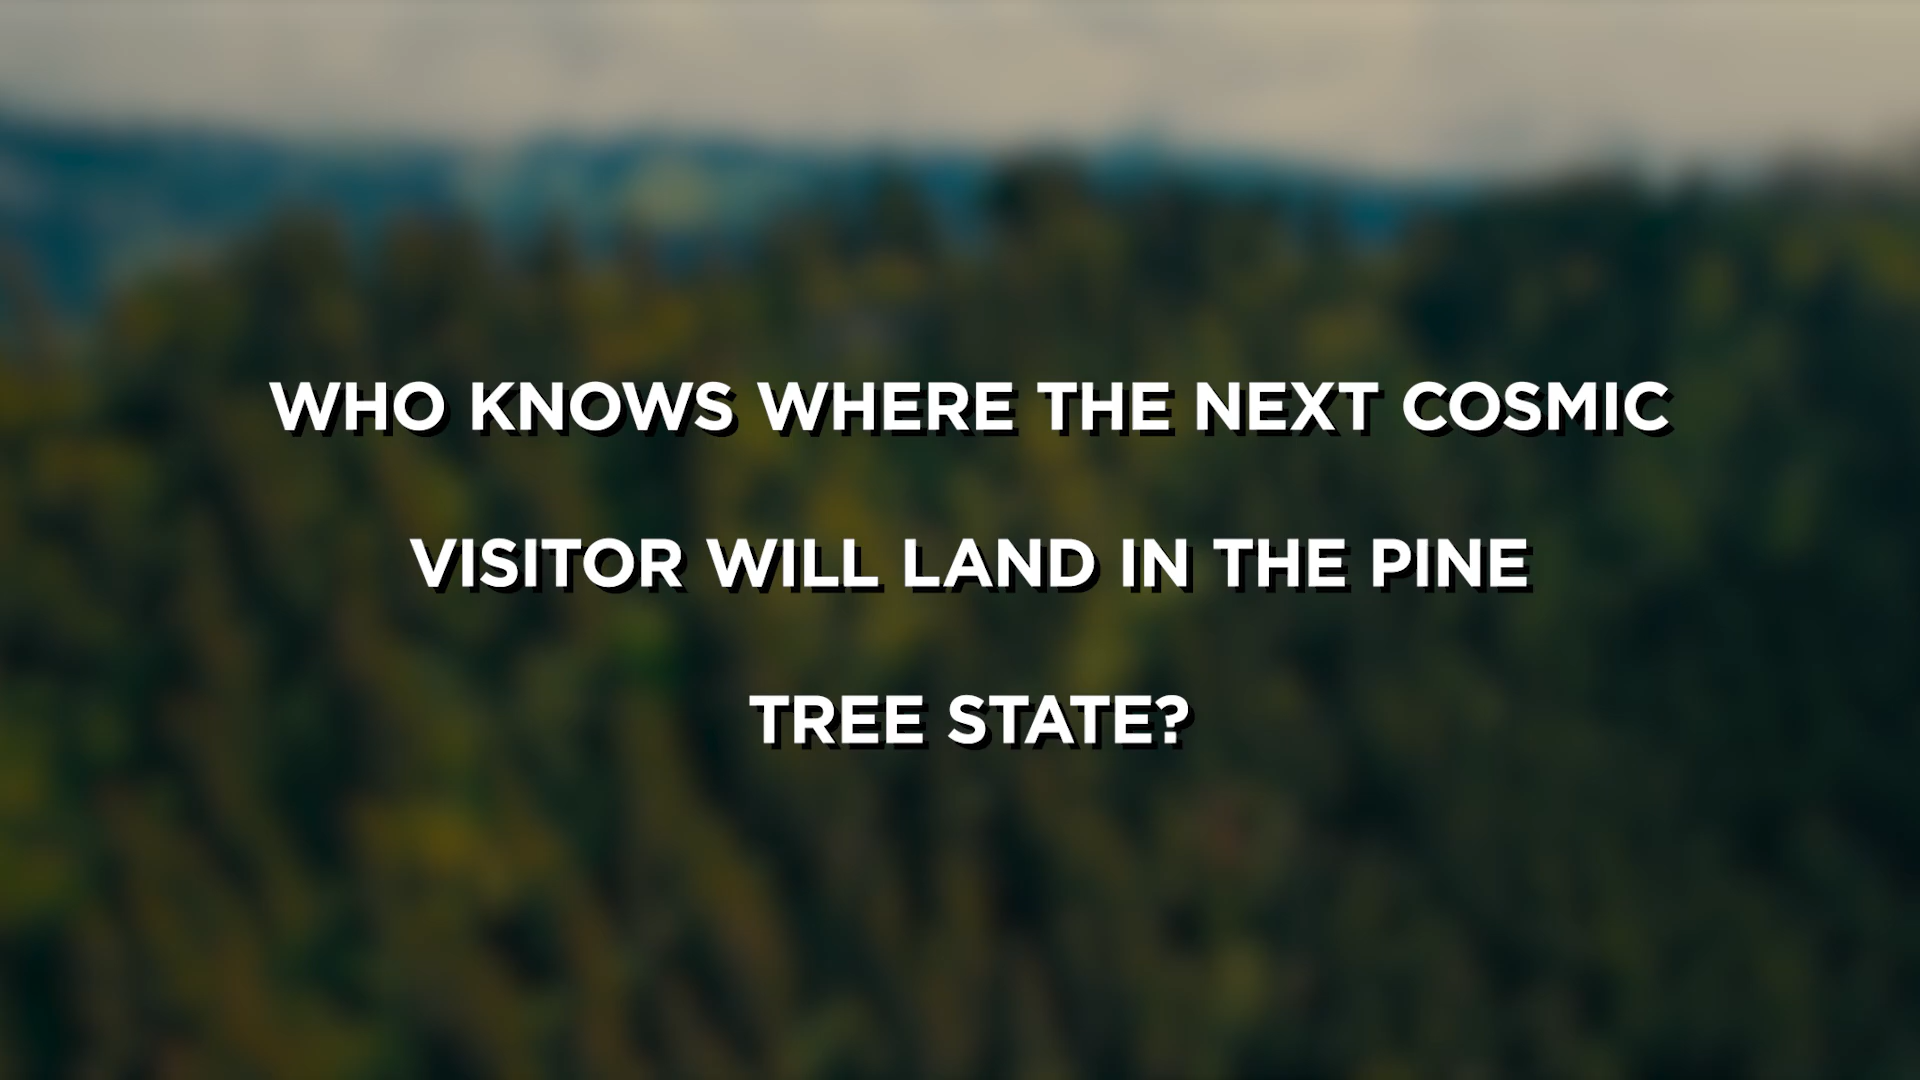 WHO KNOWS WHERE THE NEXT COSMIC
VISITOR WILL LAND IN THE PINE
TREE STATE?